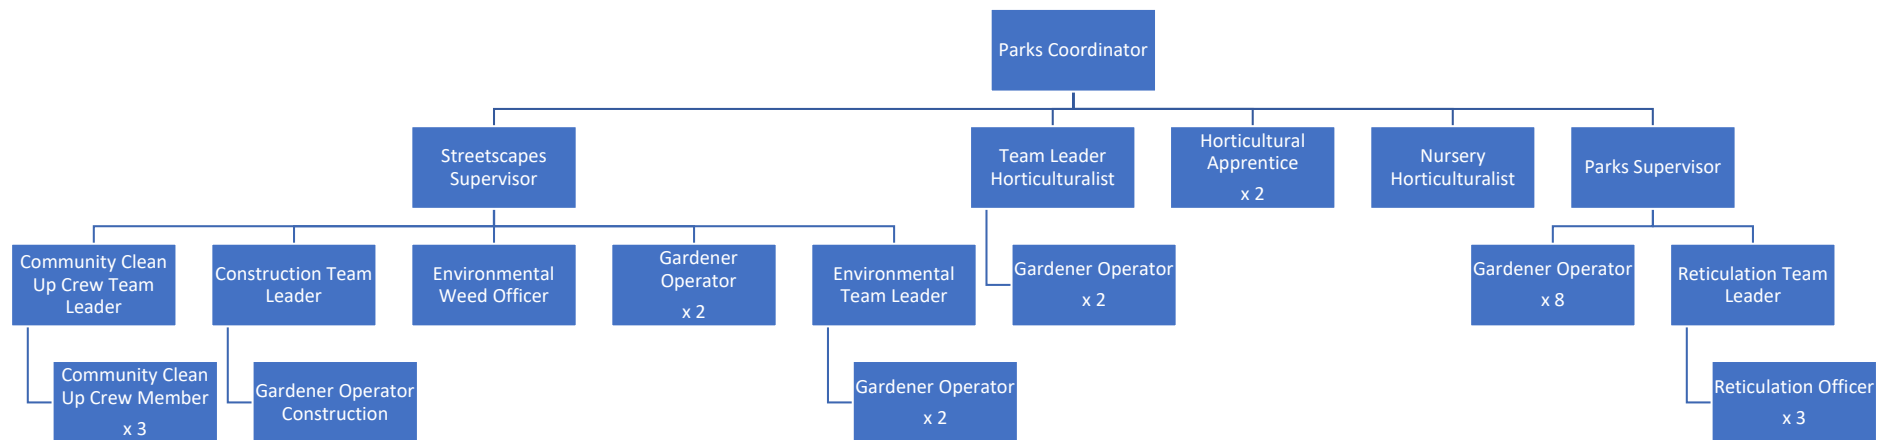 Parks Coordinator
Streetscapes
Supervisor
Team Leader
Horticulturalist
Horticultural
Apprentice
x 2
Nursery
Horticulturalist
Parks Supervisor
Community Clean
Up Crew Team
Leader
Construction Team
Leader
Environmental
Weed Officer
Gardener
Operator
x 2
Environmental
Team Leader
Gardener Operator
x 2
Gardener Operator
x 8
Reticulation Team
Leader
Community Clean
Up Crew Member
x 3
Gardener Operator
Construction
Gardener Operator
x 2
Reticulation Officer
x 3